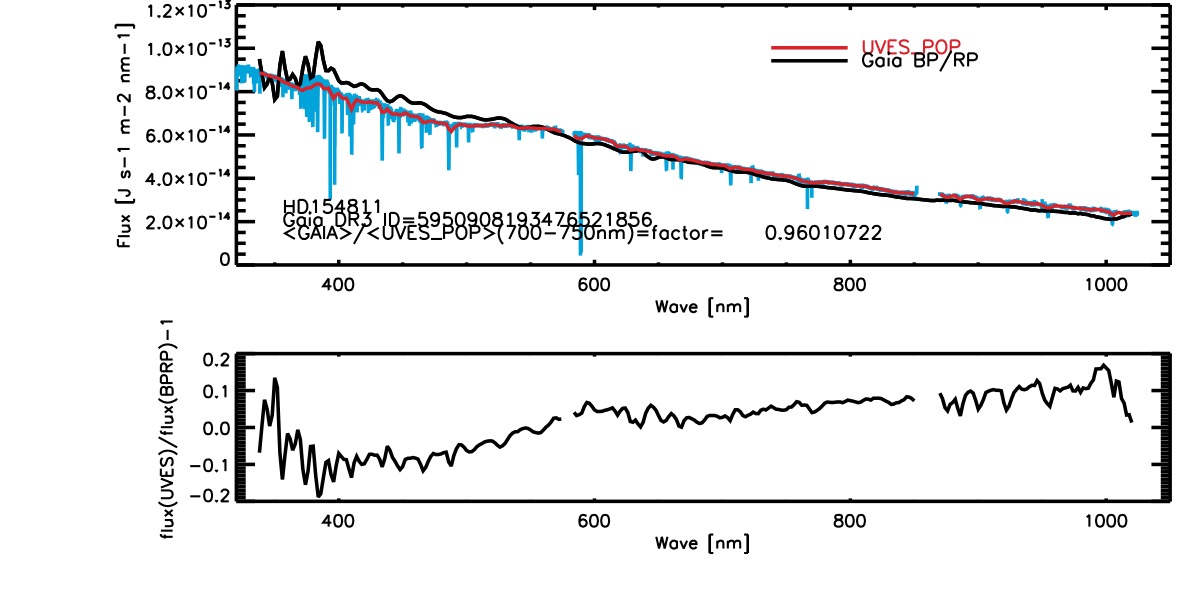 1.2×10⁻¹³
1.0×10⁻¹³
8.0×10⁻¹⁴
6.0×10⁻¹⁴
4.0×10⁻¹⁴
2.0×10⁻¹⁴
0
Flux [J s−1 m−2 nm−1]
UVES_POP
Gaia BP/RP
HD154811
Gaia DR3 ID=5950908193476521856
<GAIA>/<UVES_POP>(700−750nm)=factor= 0.96010722
400 600 800 1000
Wave [nm]
0.2
0.1
0.0
−0.1
−0.2
flux(UVES)/flux(BPRP)−1
400 600 800 1000
Wave [nm]